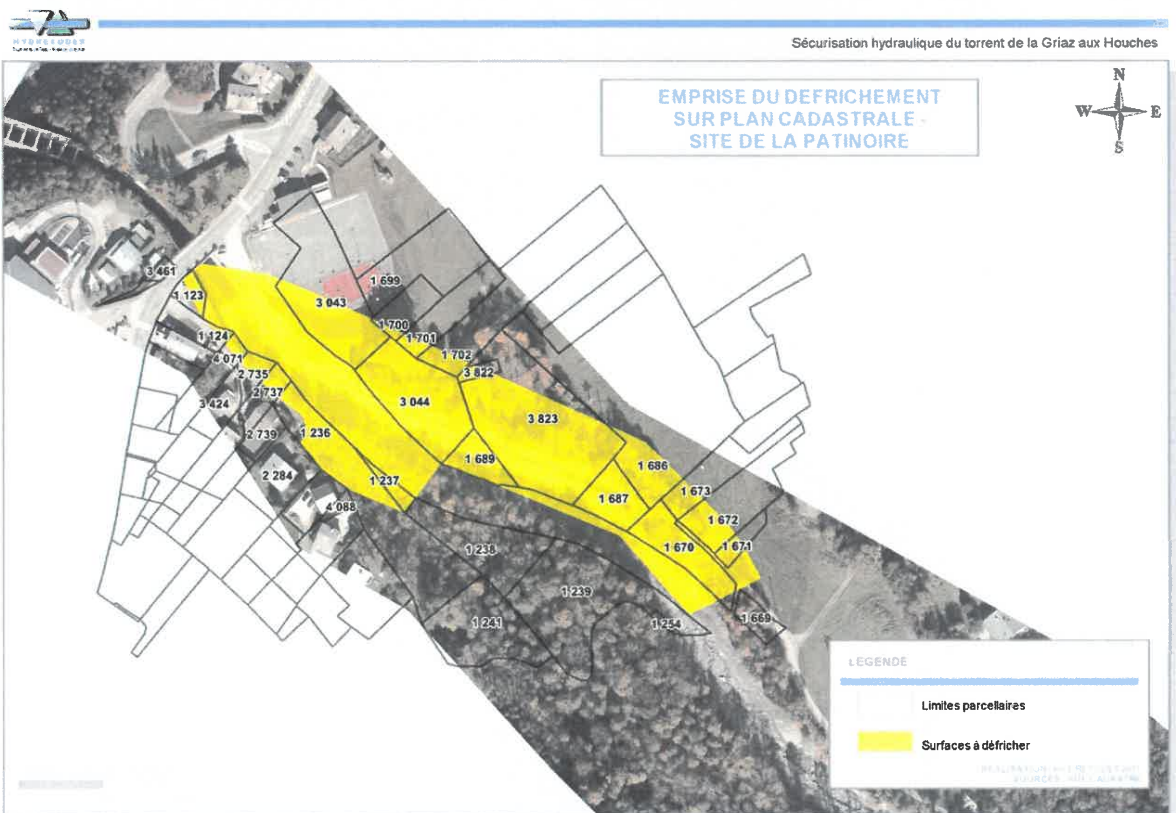 HYDRETUDES
Sécurisation hydraulique du torrent de la Griaz aux Houches
EMPRISE DU DEFRICHEMENT
SUR PLAN CADASTRALE -
SITE DE LA PATINOIRE
N
W E
S
3 461
1 699
1 123
3 043
1 700
1 124
1 701
4 071
1 702
2 735
3 822
2 737
3 424
3 044
3 823
2 739
1 236
1 689
1 686
2 284
1 237
1 687
1 673
4 088
1 672
1 238
1 670
1 671
1 239
1 241
1 254
1 669
LEGENDE
Limites parcellaires
Surfaces à défricher